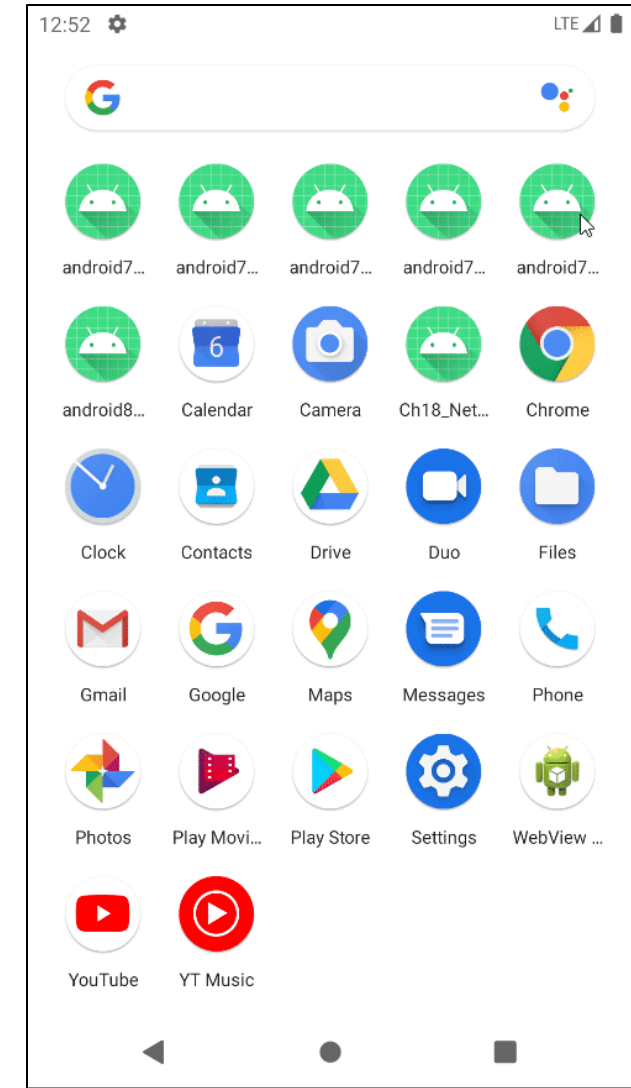 12:52 LTE
android7... android7... android7... android7... android7...
6
android8... Calendar Camera Ch18_Net... Chrome
Clock Contacts Drive Duo Files
Gmail Google Maps Messages Phone
Photos Play Movi... Play Store Settings WebView ...
YouTube YT Music